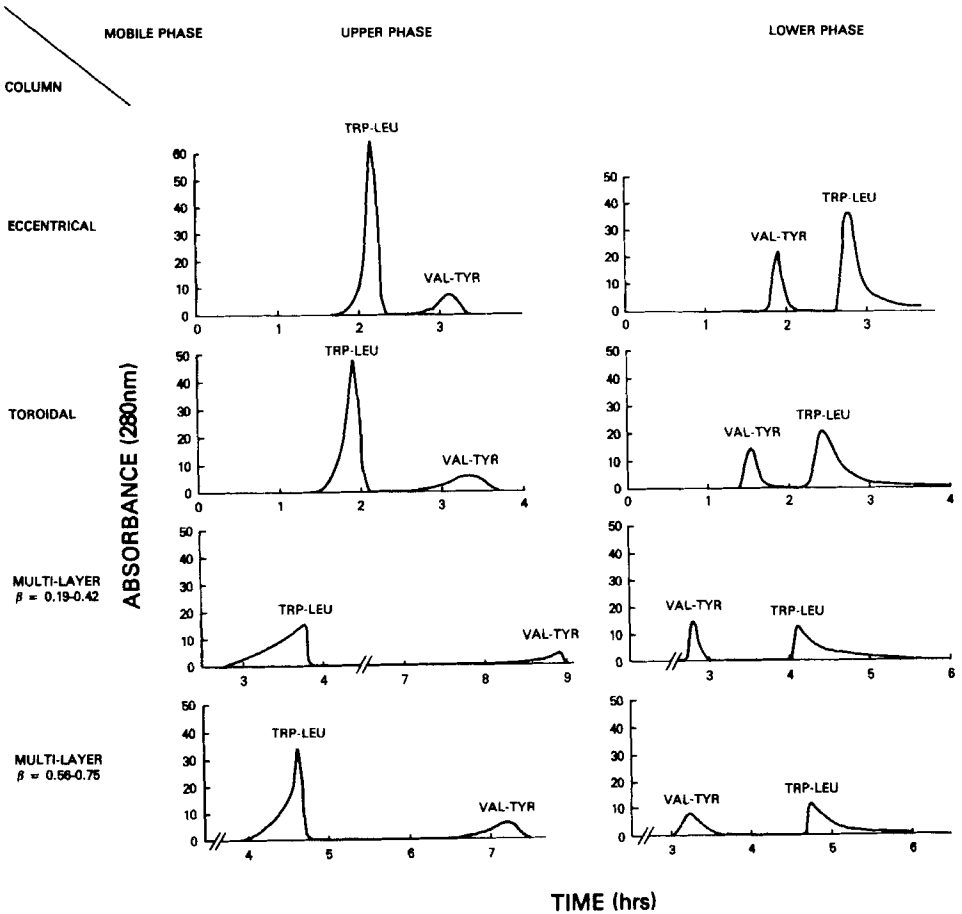 MOBILE PHASE UPPER PHASE LOWER PHASE
COLUMN
ABSORBANCE (280nm)
ECCENTRICAL
TRP-LEU
VAL-TYR
60
50
40
30
20
10
0
0 1 2 3
VAL-TYR
TRP-LEU
50
40
30
20
10
0
0 1 2 3
TOROIDAL
TRP-LEU
VAL-TYR
50
40
30
20
10
0
0 1 2 3 4
VAL-TYR
TRP-LEU
50
40
30
20
10
0
0 1 2 3 4
MULTI-LAYER
β = 0.19-0.42
TRP-LEU
VAL-TYR
50
40
30
20
10
0
3 4 7 8 9
VAL-TYR
TRP-LEU
50
40
30
20
10
0
3 4 5 6
MULTI-LAYER
β = 0.56-0.75
TRP-LEU
VAL-TYR
50
40
30
20
10
0
4 5 6 7
VAL-TYR
TRP-LEU
50
40
30
20
10
0
3 4 5 6
TIME (hrs)